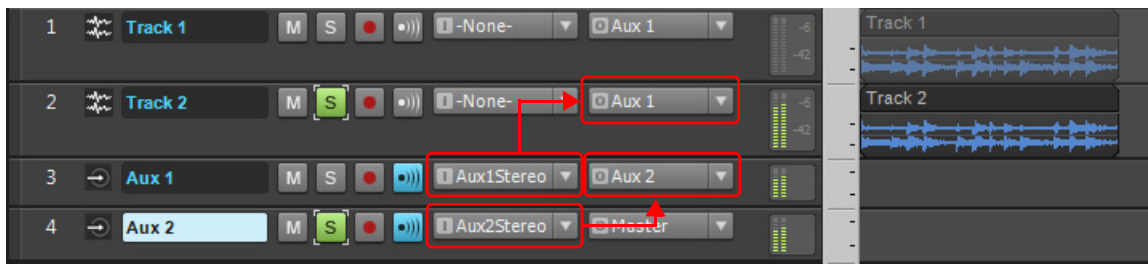 1 Track 1 M S I -None- O Aux 1 -6 -42 Track 1
2 Track 2 M S I -None- O Aux 1 -6 -42 Track 2
3 Aux 1 M S I Aux1Stereo O Aux 2
4 Aux 2 M S I Aux2Stereo O Master